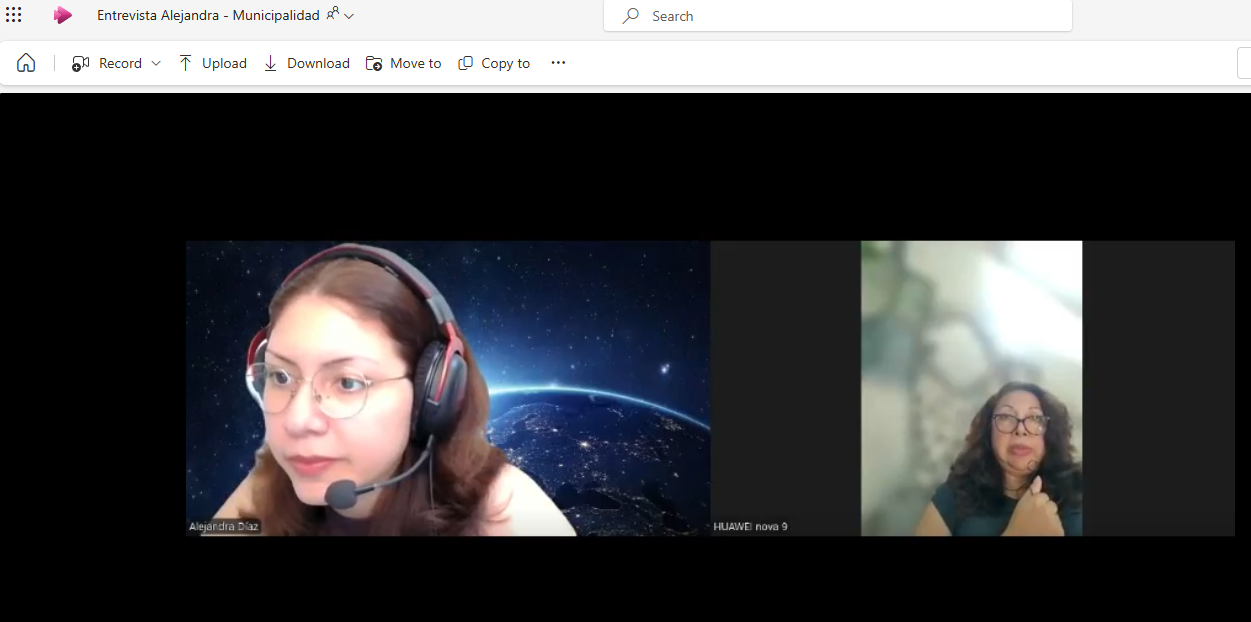 Entrevista Alejandra - Municipalidad
Search
Record
Upload
Download
Move to
Copy to
Alejandra Díaz
HUAWEI nova 9